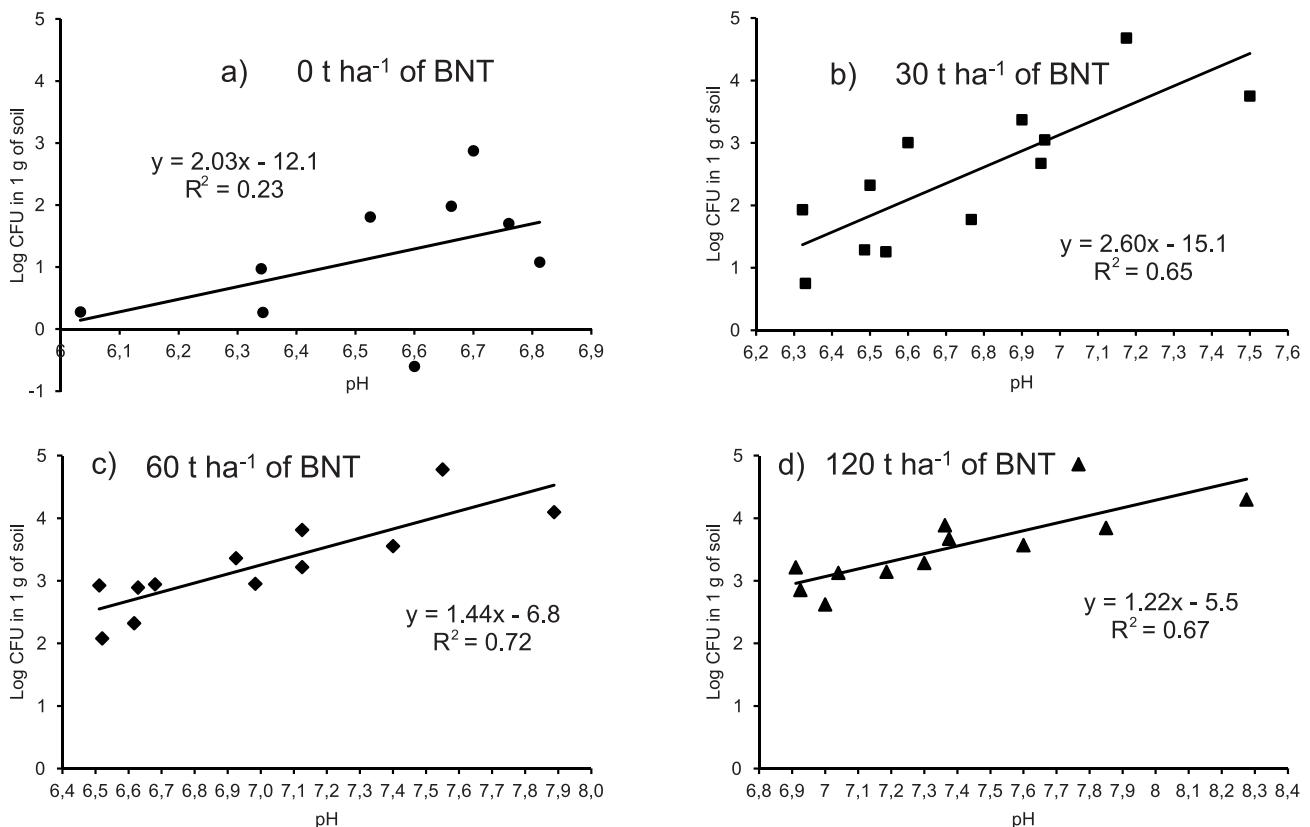 a) 0 t ha⁻¹ of BNT
5
4
3
2
1
0
-1
Log CFU in 1 g of soil
y = 2.03x - 12.1
R² = 0.23
6 6,1 6,2 6,3 6,4 6,5 6,6 6,7 6,8 6,9
pH
b) 30 t ha⁻¹ of BNT
5
4
3
2
1
0
Log CFU in 1 g of soil
y = 2.60x - 15.1
R² = 0.65
6,2 6,3 6,4 6,5 6,6 6,7 6,8 6,9 7 7,1 7,2 7,3 7,4 7,5 7,6
pH
c) 60 t ha⁻¹ of BNT
5
4
3
2
1
0
Log CFU in 1 g of soil
y = 1.44x - 6.8
R² = 0.72
6,4 6,5 6,6 6,7 6,8 6,9 7,0 7,1 7,2 7,3 7,4 7,5 7,6 7,7 7,8 7,9 8,0
pH
d) 120 t ha⁻¹ of BNT
5
4
3
2
1
0
Log CFU in 1 g of soil
y = 1.22x - 5.5
R² = 0.67
6,8 6,9 7 7,1 7,2 7,3 7,4 7,5 7,6 7,7 7,8 7,9 8 8,1 8,2 8,3 8,4
pH